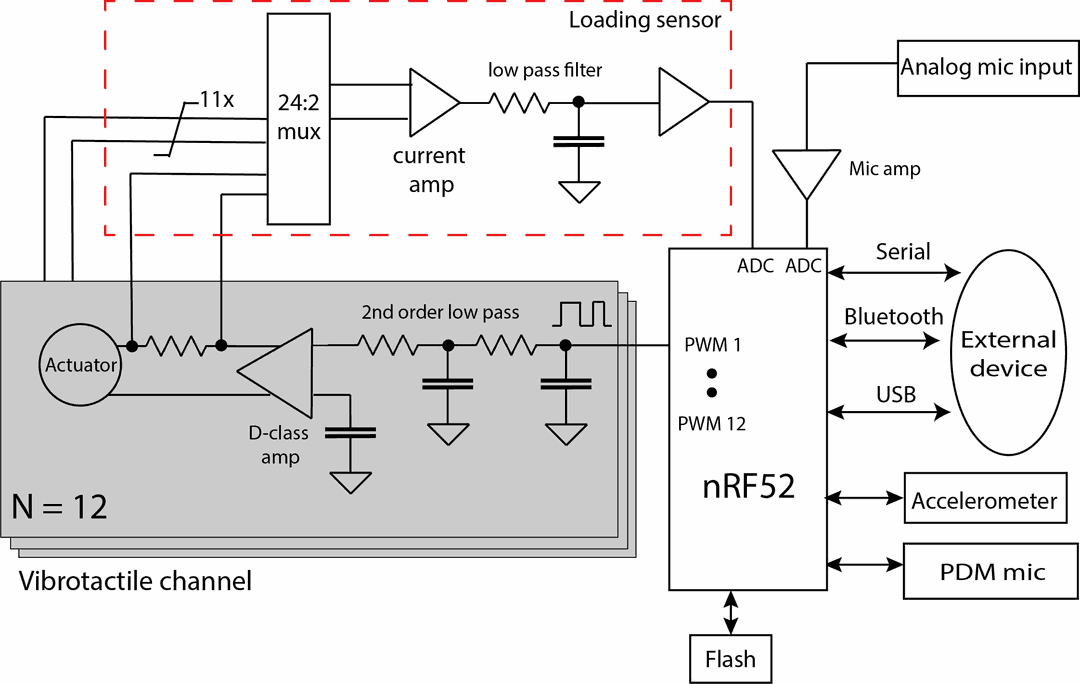 Loading sensor
Analog mic input
low pass filter
11x
24:2
mux
current
amp
Mic amp
ADC ADC
Serial
2nd order low pass
Bluetooth
External
device
PWM 1
Actuator
USB
PWM 12
D-class
amp
nRF52
N = 12
Accelerometer
PDM mic
Vibrotactile channel
Flash